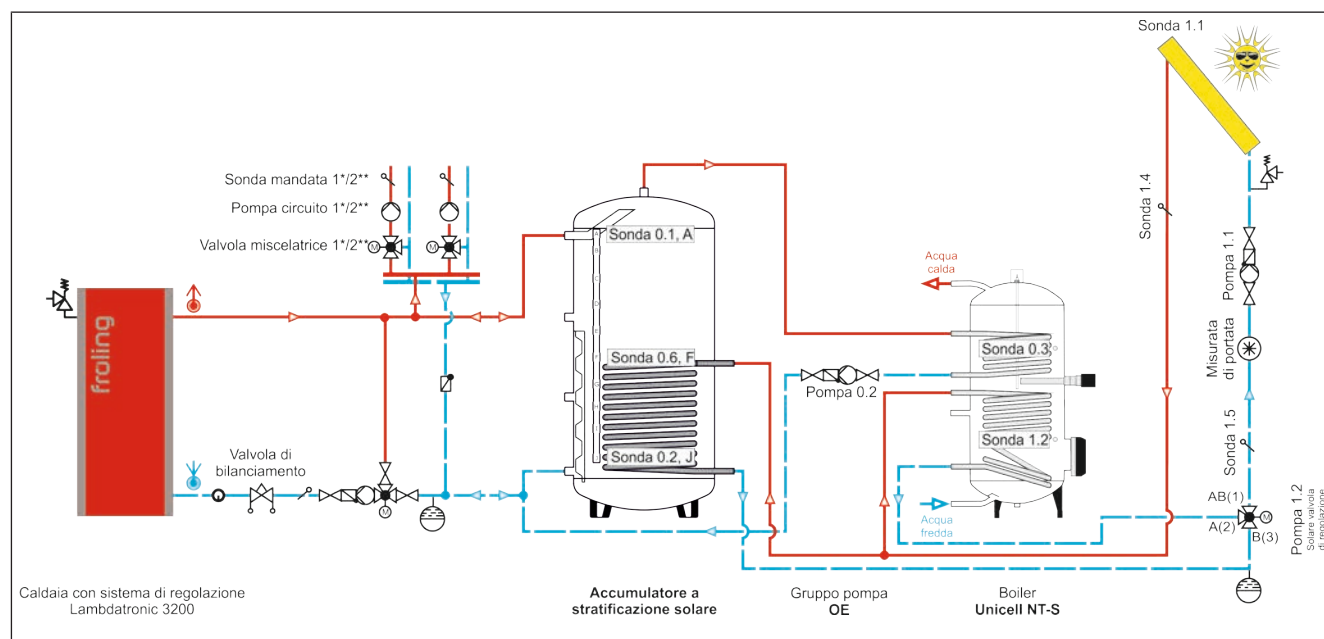 Sonda 1.1
Sonda mandata 1*/2**
Pompa circuito 1*/2**
Valvola miscelatrice 1*/2**
froling
Valvola di
bilanciamento
M
M
M
Sonda 0.1, A
A
B
C
D
E
F
G
H
I
J
Sonda 0.6, F
Sonda 0.2, J
Pompa 0.2
Acqua
calda
Sonda 0.3
Sonda 1.2
Acqua
fredda
Sonda 1.4
Pompa 1.1
Misurata
di portata
Sonda 1.5
AB(1)
A(2)
M
B(3)
Pompa 1.2
Solare valvola
di regolazione
Caldaia con sistema di regolazione
Lambdatronic 3200
Accumulatore a
stratificazione solare
Gruppo pompa
OE
Boiler
Unicell NT-S